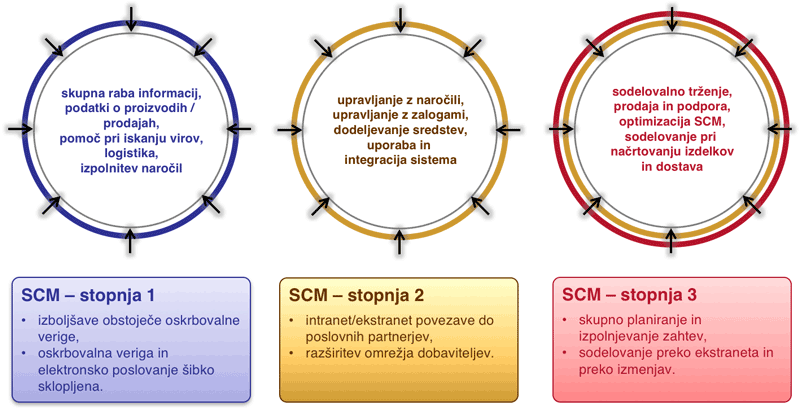 skupna raba informacij,
podatki o proizvodih /
prodajah,
pomoč pri iskanju virov,
logistika,
izpolnitev naročil
upravljanje z naročili,
upravljanje z zalogami,
dodeljevanje sredstev,
uporaba in
integracija sistema
sodelovalno trženje,
prodaja in podpora,
optimizacija SCM,
sodelovanje pri
načrtovanju izdelkov
in dostava
SCM – stopnja 1
• izboljšave obstoječe oskrbovalne
verige,
• oskrbovalna veriga in
elektronsko poslovanje šibko
sklopljena.
SCM – stopnja 2
• intranet/ekstranet povezave do
poslovnih partnerjev,
• razširitev omrežja dobaviteljev.
SCM – stopnja 3
• skupno planiranje in
izpolnjevanje zahtev,
• sodelovanje preko ekstraneta in
preko izmenjav.